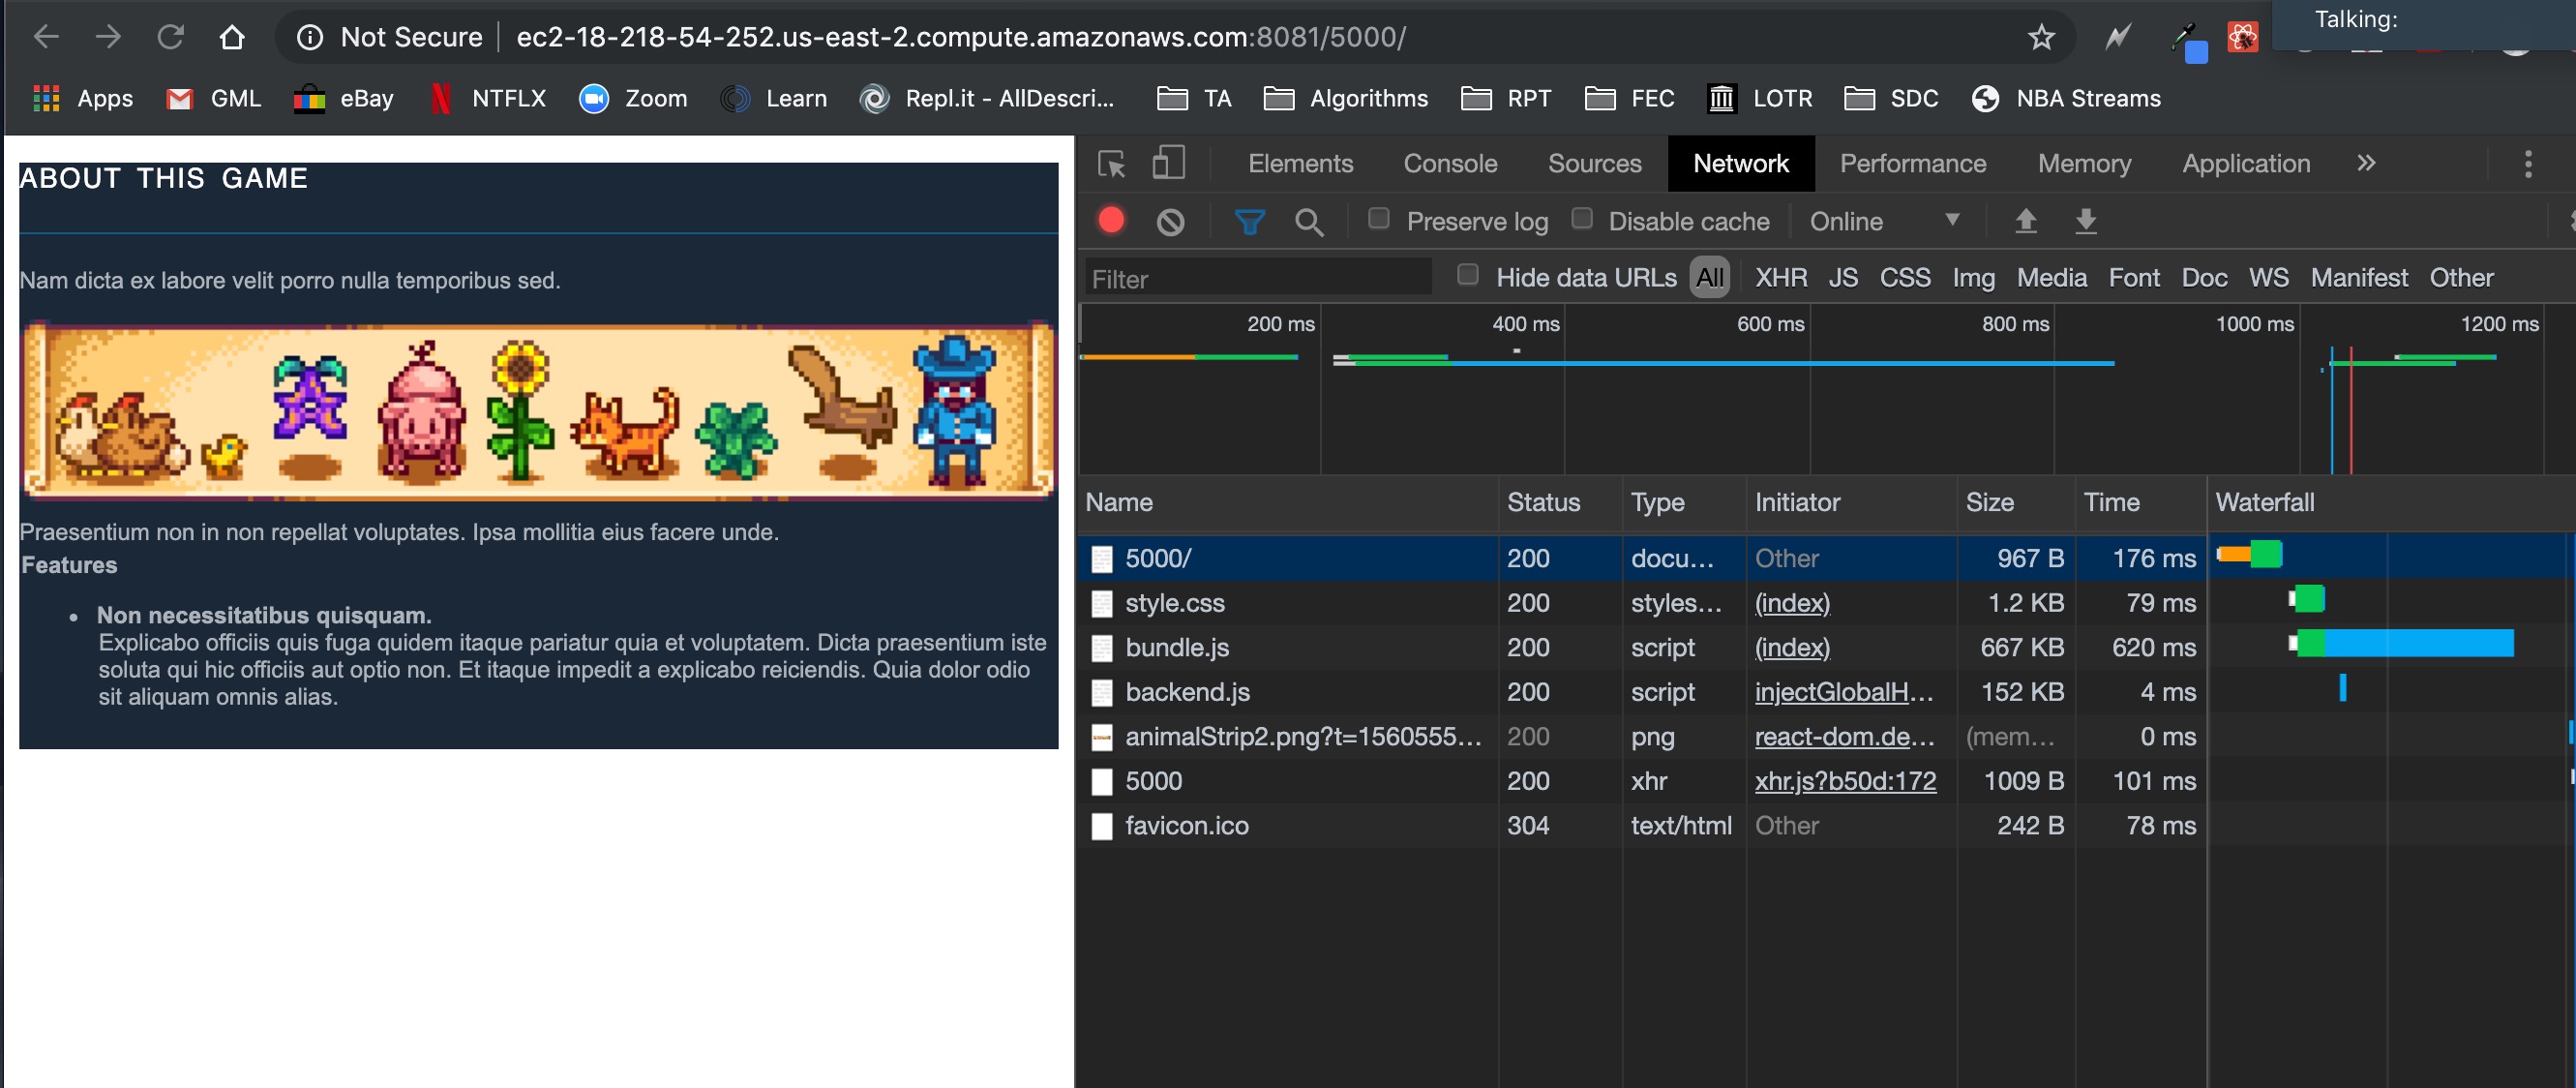 Not Secure ec2-18-218-54-252.us-east-2.compute.amazonaws.com:8081/5000/
Talking:
Apps GML eBay NTFLX Zoom Learn Repl.it - AllDescri... TA Algorithms RPT FEC LOTR SDC NBA Streams
ABOUT THIS GAME
Nam dicta ex labore velit porro nulla temporibus sed.
Praesentium non in non repellat voluptates. Ipsa mollitia eius facere unde.
Features
• Non necessitatibus quisquam.
Explicabo officiis quis fuga quidem itaque pariatur quia et voluptatem. Dicta praesentium iste
soluta qui hic officiis aut optio non. Et itaque impedit a explicabo reiciendis. Quia dolor odio
sit aliquam omnis alias.
Elements Console Sources Network Performance Memory Application »
Preserve log Disable cache Online
Filter Hide data URLs All XHR JS CSS Img Media Font Doc WS Manifest Other
200 ms 400 ms 600 ms 800 ms 1000 ms 1200 ms
Name Status Type Initiator Size Time Waterfall
5000/ 200 docu... Other 967 B 176 ms
style.css 200 styles... (index) 1.2 KB 79 ms
bundle.js 200 script (index) 667 KB 620 ms
backend.js 200 script injectGlobalH... 152 KB 4 ms
animalStrip2.png?t=1560555... 200 png react-dom.de... (mem... 0 ms
5000 200 xhr xhr.js?b50d:172 1009 B 101 ms
favicon.ico 304 text/html Other 242 B 78 ms